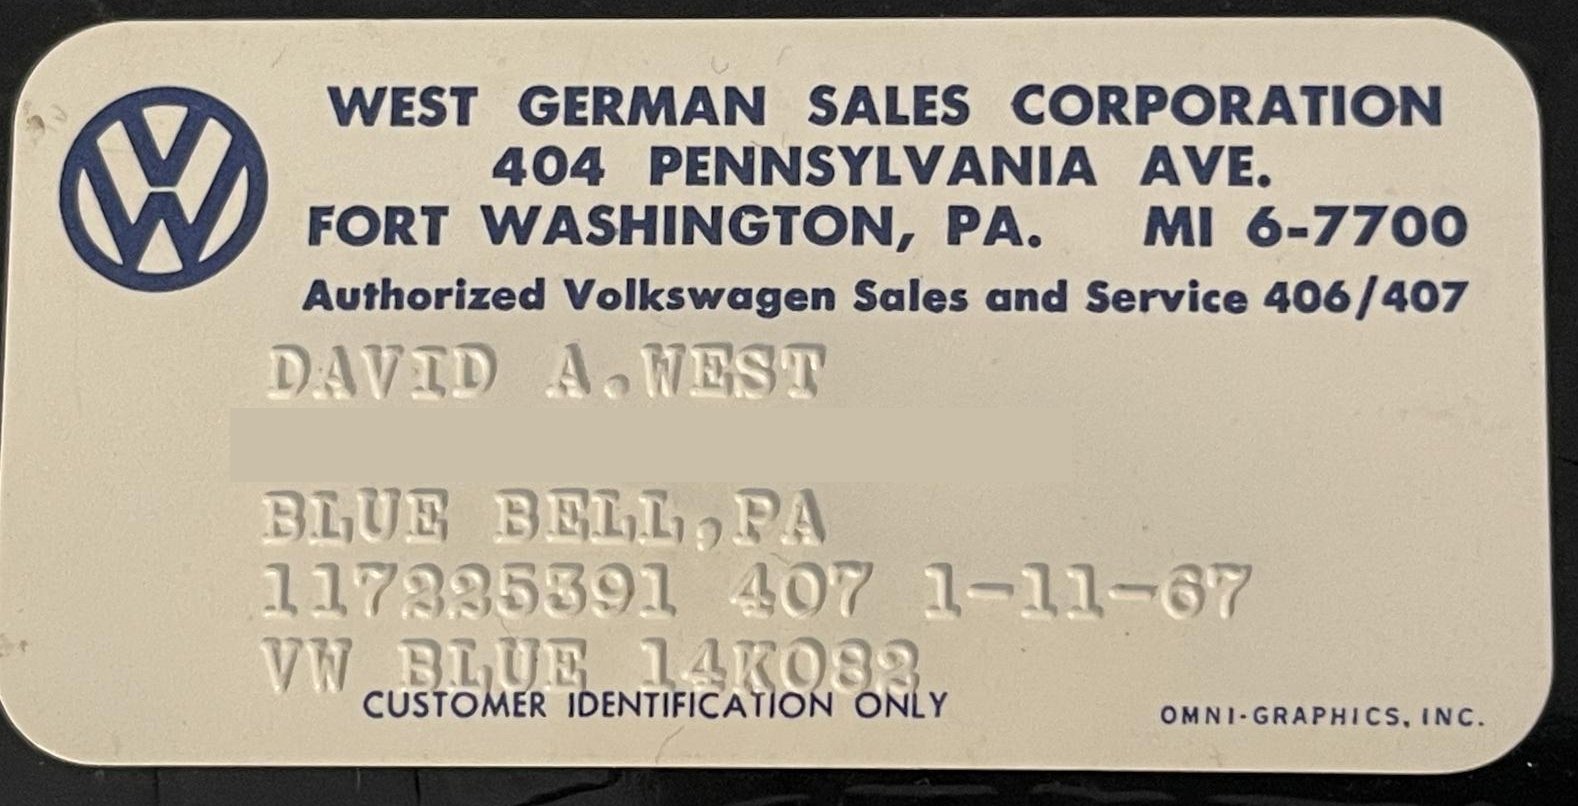 WEST GERMAN SALES CORPORATION
404 PENNSYLVANIA AVE.
FORT WASHINGTON, PA. MI 6-7700
Authorized Volkswagen Sales and Service 406/407
DAVID A.WEST
BLUE BELL,PA
117225391 407 1-11-67
VW BLUE 14K082
CUSTOMER IDENTIFICATION ONLY
OMNI-GRAPHICS, INC.